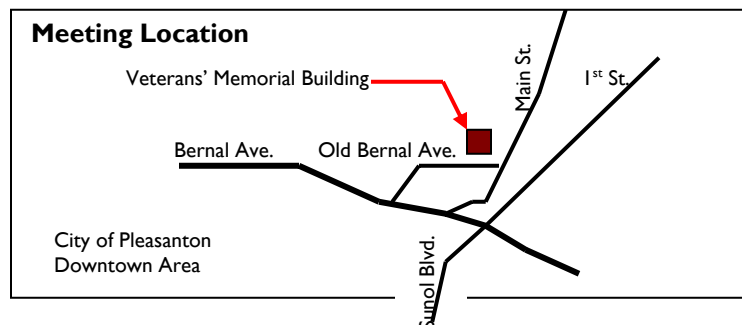 Meeting Location
Veterans' Memorial Building
Main St.
1st St.
Bernal Ave.
Old Bernal Ave.
City of Pleasanton
Downtown Area
Sunol Blvd.